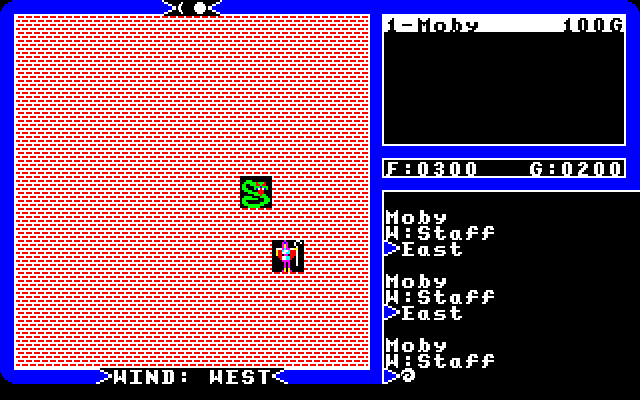 1-Moby 100G
F:0300 G:0200
Moby
W:Staff
East
Moby
W:Staff
East
Moby
W:Staff
WIND: WEST